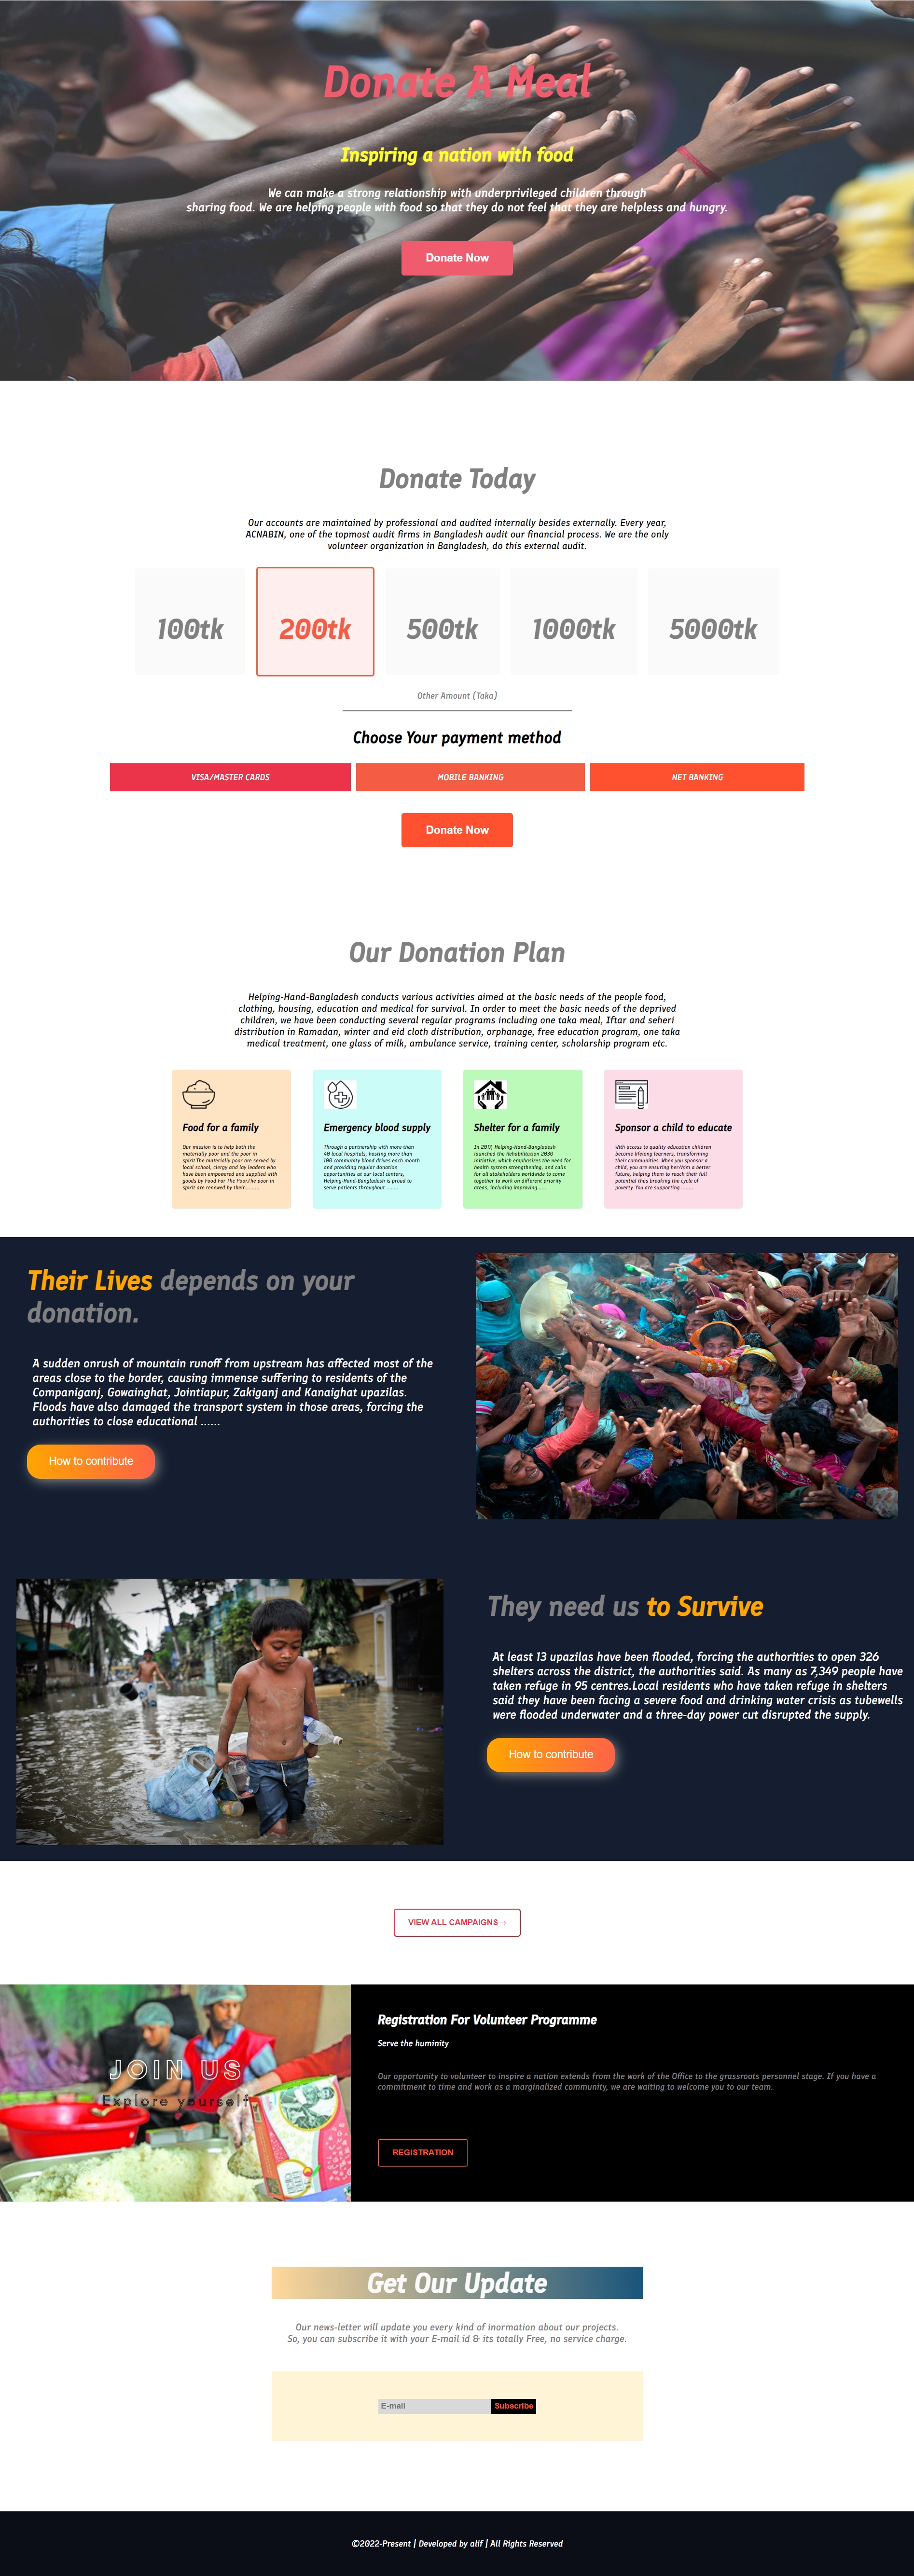 Donate A Meal
Inspiring a nation with food
We can make a strong relationship with underprivileged children through
sharing food. We are helping people with food so that they do not feel that they are helpless and hungry.
Donate Now
Donate Today
Our accounts are maintained by professional and audited internally besides externally. Every year,
ACNABIN, one of the topmost audit firms in Bangladesh audit our financial process. We are the only
volunteer organization in Bangladesh, do this external audit.
100tk
200tk
500tk
1000tk
5000tk
Other Amount (Taka)
Choose Your payment method
VISA/MASTER CARDS
MOBILE BANKING
NET BANKING
Donate Now
Our Donation Plan
Helping-Hand-Bangladesh conducts various activities aimed at the basic needs of the people food,
clothing, housing, education and medical for survival. In order to meet the basic needs of the deprived
children, we have been conducting several regular programs including one taka meal, Iftar and seheri
distribution in Ramadan, winter and eid cloth distribution, orphanage, free education program, one taka
medical treatment, one glass of milk, ambulance service, training center, scholarship program etc.
Food for a family
Our mission is to help both the
materially poor and the poor in
spirit.The materially poor are served by
local school, clergy and lay leaders who
have been empowered and supplied with
goods by Food For The Poor.The poor in
spirit are renewed by their..........
Emergency blood supply
Through a partnership with more than
40 local hospitals, hosting more than
100 community blood drives each month
and providing regular donation
opportunities at our local centers,
Helping-Hand-Bangladesh is proud to
serve patients throughout ........
Shelter for a family
In 2017, Helping-Hand-Bangladesh
launched the Rehabilitation 2030
initiative, which emphasizes the need for
health system strengthening, and calls
for all stakeholders worldwide to come
together to work on different priority
areas, including improving......
Sponsor a child to educate
With access to quality education children
become lifelong learners, transforming
their communities. When you sponsor a
child, you are ensuring her/him a better
future, helping them to reach their full
potential thus breaking the cycle of
poverty. You are supporting ........
Their Lives depends on your
donation.
A sudden onrush of mountain runoff from upstream has affected most of the
areas close to the border, causing immense suffering to residents of the
Companiganj, Gowainghat, Jointiapur, Zakiganj and Kanaighat upazilas.
Floods have also damaged the transport system in those areas, forcing the
authorities to close educational ......
How to contribute
They need us to Survive
At least 13 upazilas have been flooded, forcing the authorities to open 326
shelters across the district, the authorities said. As many as 7,349 people have
taken refuge in 95 centres.Local residents who have taken refuge in shelters
said they have been facing a severe food and drinking water crisis as tubewells
were flooded underwater and a three-day power cut disrupted the supply.
How to contribute
VIEW ALL CAMPAIGNS→
JOIN US
Explore yourself
Registration For Volunteer Programme
Serve the huminity
Our opportunity to volunteer to inspire a nation extends from the work of the Office to the grassroots personnel stage. If you have a
commitment to time and work as a marginalized community, we are waiting to welcome you to our team.
REGISTRATION
Get Our Update
Our news-letter will update you every kind of inormation about our projects.
So, you can subscribe it with your E-mail id & its totally Free, no service charge.
E-mail
Subscribe
©2022-Present | Developed by alif | All Rights Reserved